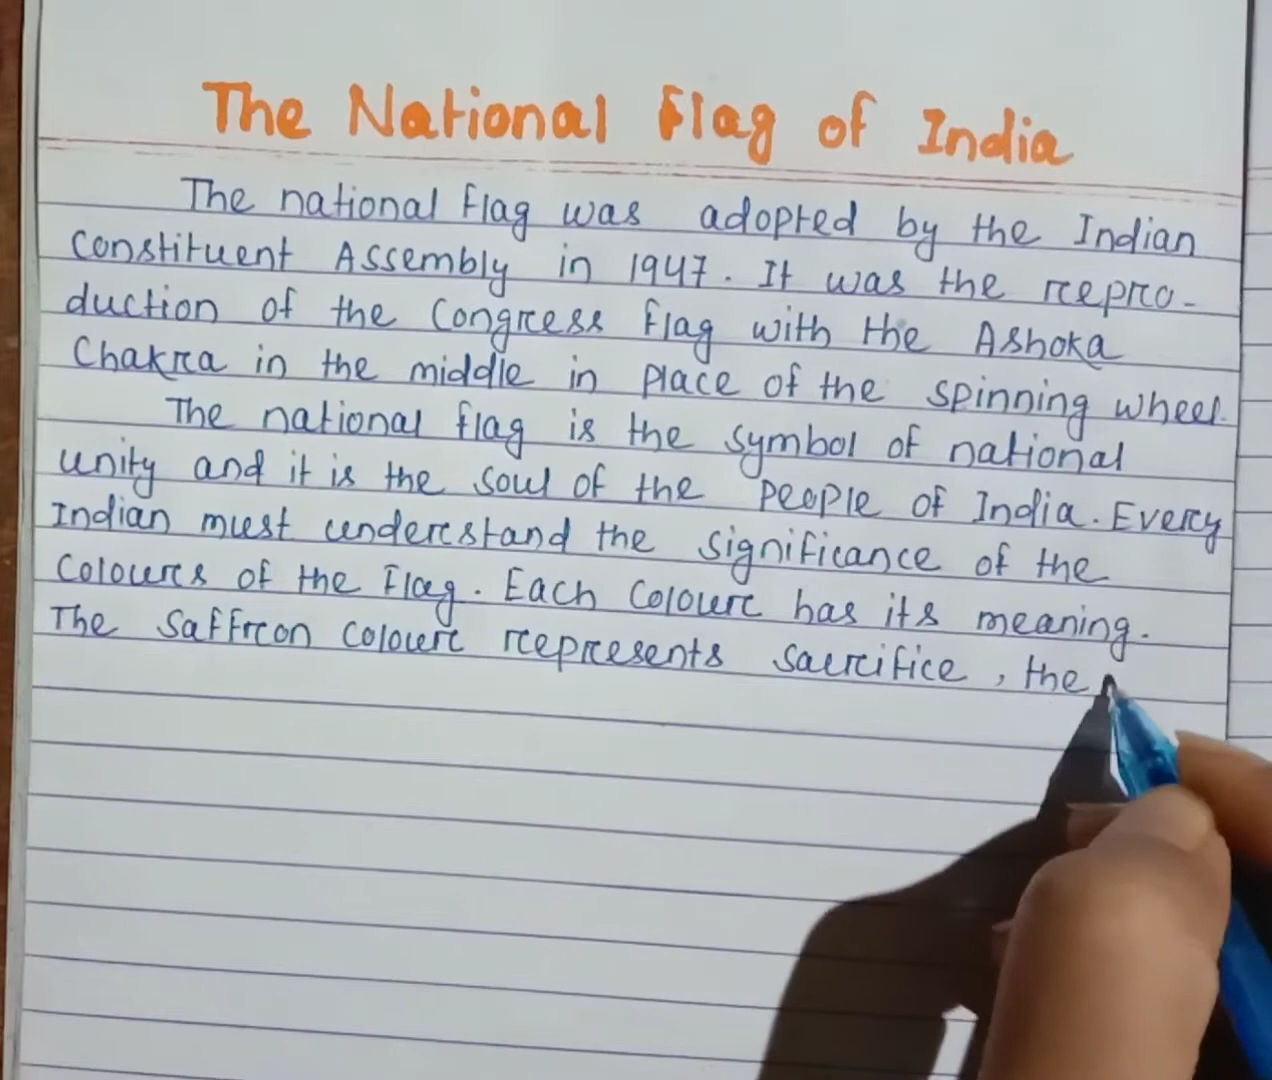 The National Flag of India
The national flag was adopted by the Indian
Constituent Assembly in 1947. It was the repro-
duction of the Congress flag with the Ashoka
Chakra in the middle in place of the spinning wheel.
The national flag is the symbol of national
unity and it is the soul of the people of India. Every
Indian must understand the significance of the
Colours of the Flag. Each Colour has its meaning.
The Saffron colour represents sacrifice, the